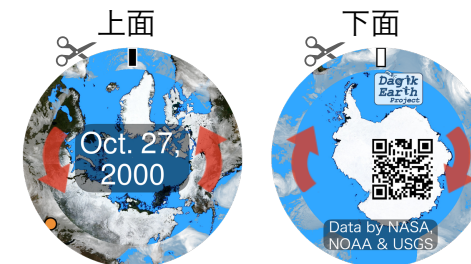 上面
下面
Oct. 27,
2000
Dagik
Earth
Project
Data by NASA,
NOAA & USGS